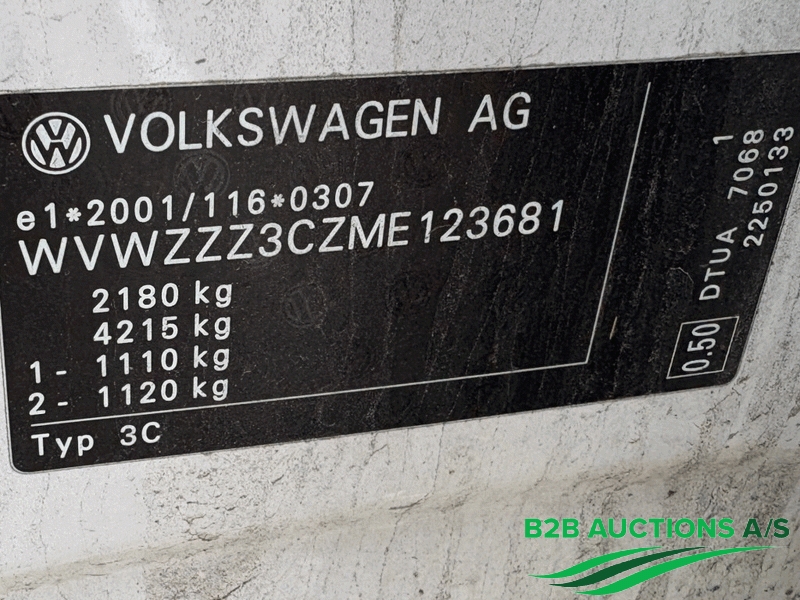 VOLKSWAGEN AG
e1*2001/116*0307
WVWZZZ3CZME123681
2180 kg
4215 kg
1- 1110 kg
2- 1120 kg
Typ 3C
0.50 DTUA 7068 1
2250133
B2B AUCTIONS A/S